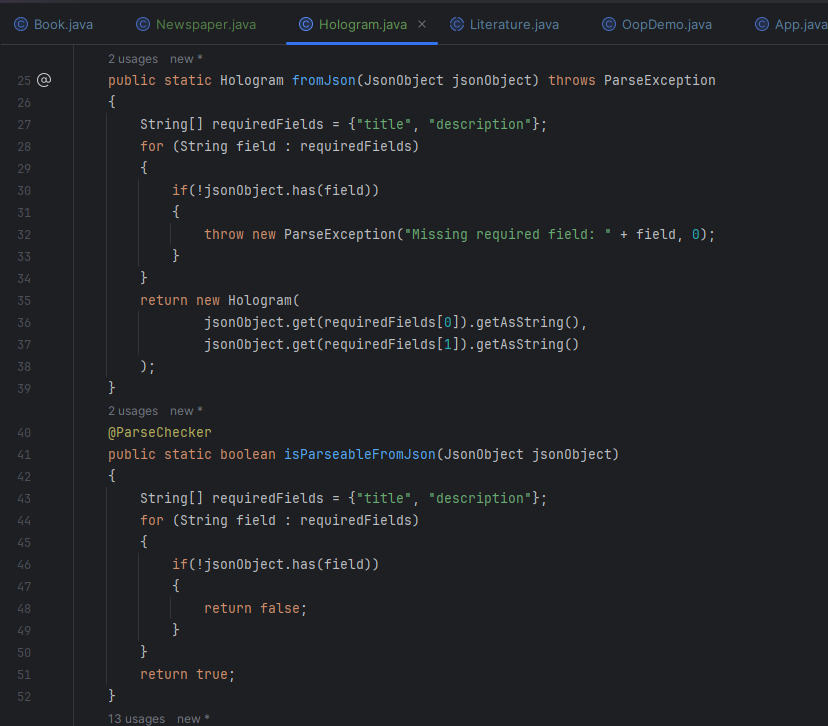 Book.java Newspaper.java Hologram.java × Literature.java OopDemo.java App.java
2 usages new *
25 @ public static Hologram fromJson(JsonObject jsonObject) throws ParseException
26 {
27 String[] requiredFields = {"title", "description"};
28 for (String field : requiredFields)
29 {
30 if(!jsonObject.has(field))
31 {
32 throw new ParseException("Missing required field: " + field, 0);
33 }
34 }
35 return new Hologram(
36 jsonObject.get(requiredFields[0]).getAsString(),
37 jsonObject.get(requiredFields[1]).getAsString()
38 );
39 }
2 usages new *
40 @ParseChecker
41 public static boolean isParseableFromJson(JsonObject jsonObject)
42 {
43 String[] requiredFields = {"title", "description"};
44 for (String field : requiredFields)
45 {
46 if(!jsonObject.has(field))
47 {
48 return false;
49 }
50 }
51 return true;
52 }
13 usages new *